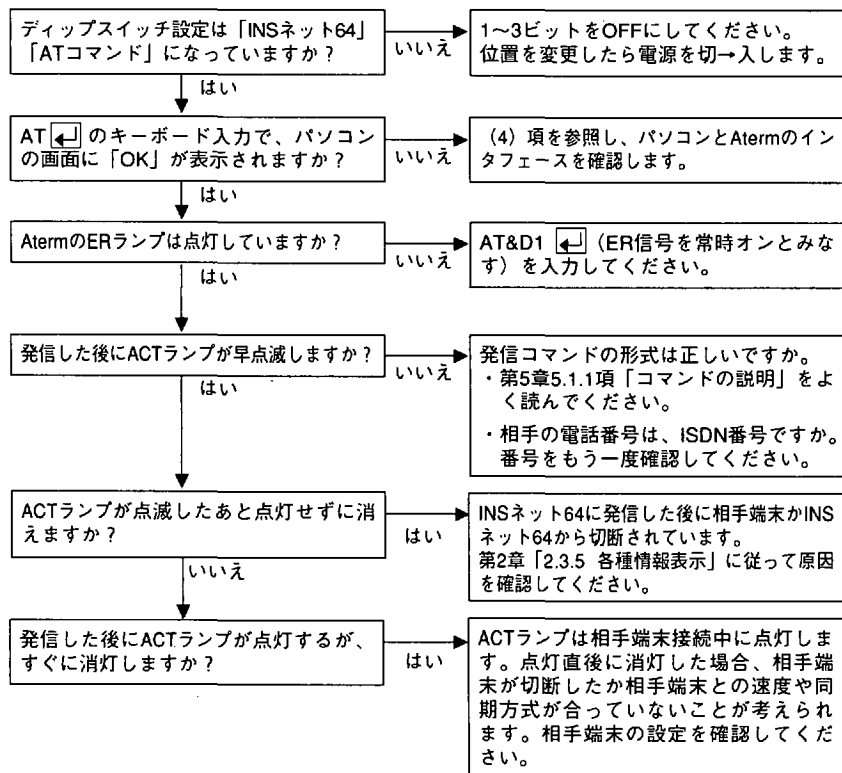 ディップスイッチ設定は「INSネット64」
「ATコマンド」になっていますか？
いいえ
1～3ビットをOFFにしてください。
位置を変更したら電源を切→入します。
はい
AT ↵ のキーボード入力で、パソコン
の画面に「OK」が表示されますか？
いいえ
（4）項を参照し、パソコンとAtermのイン
タフェースを確認します。
はい
AtermのERランプは点灯していますか？
いいえ
AT&D1 ↵ （ER信号を常時オンとみな
す）を入力してください。
はい
発信した後にACTランプが早点滅しますか？
いいえ
発信コマンドの形式は正しいですか。
・第5章5.1.1項「コマンドの説明」をよ
く読んでください。
・相手の電話番号は、ISDN番号ですか。
番号をもう一度確認してください。
はい
ACTランプが点滅したあと点灯せずに消
えますか？
はい
INSネット64に発信した後に相手端末かINS
ネット64から切断されています。
第2章「2.3.5 各種情報表示」に従って原因
を確認してください。
いいえ
発信した後にACTランプが点灯するが、
すぐに消灯しますか？
はい
ACTランプは相手端末接続中に点灯しま
す。点灯直後に消灯した場合、相手端
末が切断したか相手端末との速度や同
期方式が合っていないことが考えられ
ます。相手端末の設定を確認してくだ
さい。